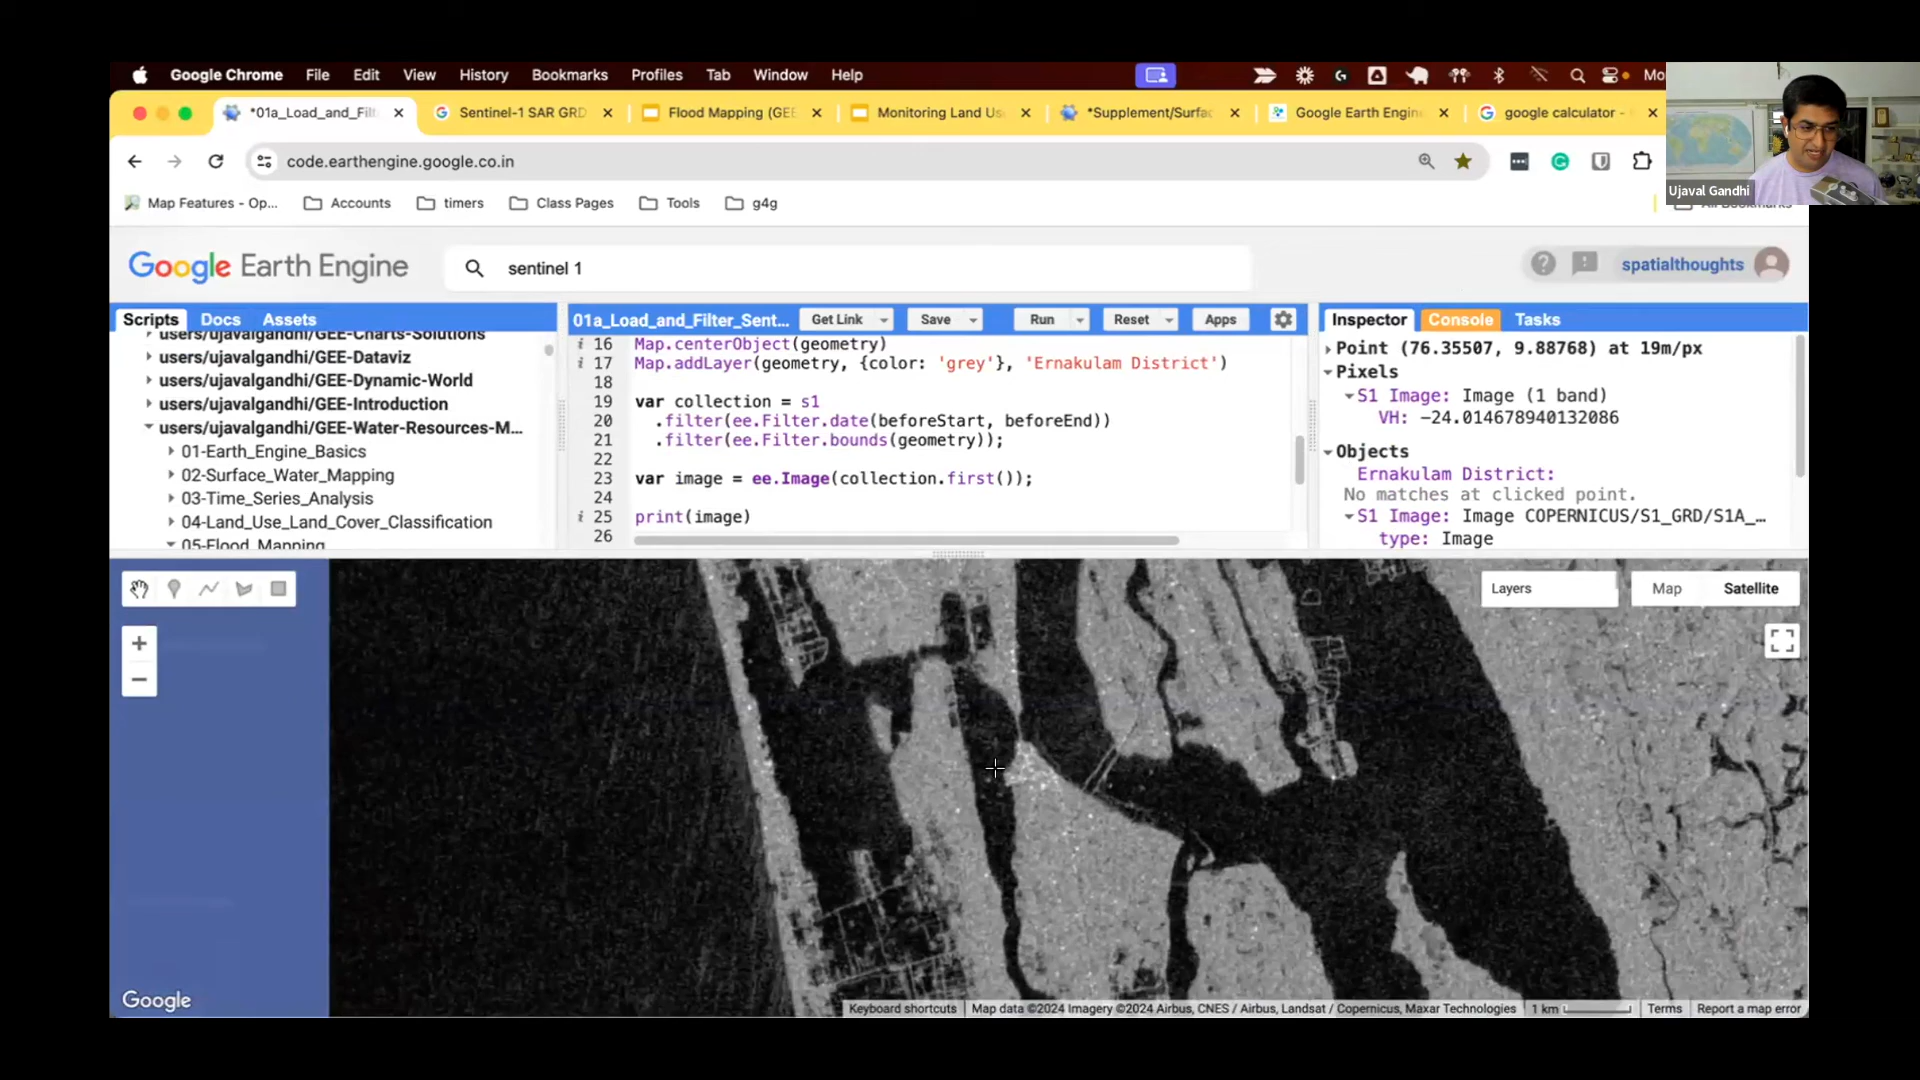 Google Chrome File Edit View History Bookmarks Profiles Tab Window Help Mo
*01a_Load_and_Filt Sentinel-1 SAR GRD Flood Mapping (GEE Monitoring Land Us *Supplement/Surfac Google Earth Engin google calculator -
code.earthengine.google.co.in
Ujaval Gandhi
Map Features - Op... Accounts timers Class Pages Tools g4g All Bookmarks
Google Earth Engine sentinel 1 spatialthoughts
Scripts Docs Assets
users/ujavalgandhi/GEE-Charts-Solutions
users/ujavalgandhi/GEE-Dataviz
users/ujavalgandhi/GEE-Dynamic-World
users/ujavalgandhi/GEE-Introduction
users/ujavalgandhi/GEE-Water-Resources-M...
01-Earth_Engine_Basics
02-Surface_Water_Mapping
03-Time_Series_Analysis
04-Land_Use_Land_Cover_Classification
05-Flood_Mapping
01a_Load_and_Filter_Sent... Get Link Save Run Reset Apps
i 16 Map.centerObject(geometry)
i 17 Map.addLayer(geometry, {color: 'grey'}, 'Ernakulam District')
18
19 var collection = s1
20 .filter(ee.Filter.date(beforeStart, beforeEnd))
21 .filter(ee.Filter.bounds(geometry));
22
23 var image = ee.Image(collection.first());
24
i 25 print(image)
26
Inspector Console Tasks
Point (76.35507, 9.88768) at 19m/px
Pixels
S1 Image: Image (1 band)
VH: -24.014678940132086
Objects
Ernakulam District:
No matches at clicked point.
S1 Image: Image COPERNICUS/S1_GRD/S1A_...
type: Image
Layers Map Satellite
+
−
Google
Keyboard shortcuts Map data ©2024 Imagery ©2024 Airbus, CNES / Airbus, Landsat / Copernicus, Maxar Technologies 1 km Terms Report a map error